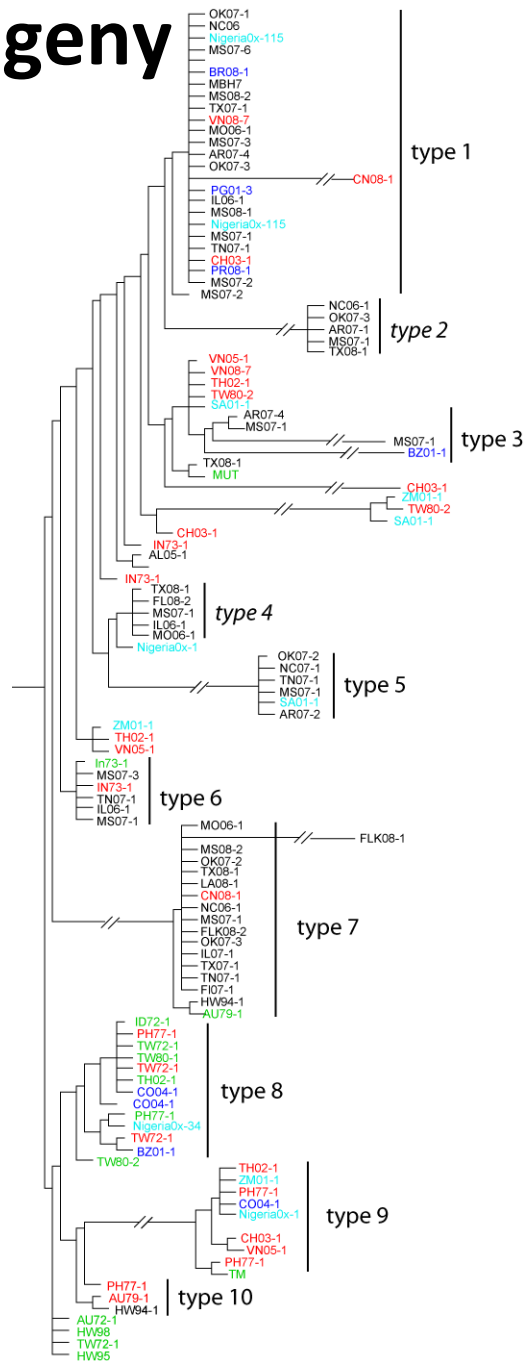 geny
OK07-1
NC06
Nigeria0x-115
MS07-6
BR08-1
MBH7
MS08-2
TX07-1
VN08-7
MO06-1
MS07-3
AR07-4
OK07-3
type 1
CN08-1
PG01-3
IL06-1
MS08-1
Nigeria0x-115
MS07-1
TN07-1
CH03-1
PR08-1
MS07-2
MS07-2
NC06-1
OK07-3
AR07-1
MS07-1
TX08-1
type 2
VN05-1
VN08-7
TH02-1
TW80-2
SA01-1
AR07-4
MS07-1
MS07-1
BZ01-1
type 3
TX08-1
MUT
CH03-1
ZM01-1
TW80-2
SA01-1
CH03-1
IN73-1
AL05-1
IN73-1
TX08-1
FL08-2
MS07-1
IL06-1
MO06-1
type 4
Nigeria0x-1
OK07-2
NC07-1
TN07-1
MS07-1
SA01-1
AR07-2
type 5
ZM01-1
TH02-1
VN05-1
In73-1
MS07-3
IN73-1
TN07-1
IL06-1
MS07-1
type 6
MO06-1
FLK08-1
MS08-2
OK07-2
TX08-1
LA08-1
CN08-1
NC06-1
MS07-1
FLK08-2
OK07-3
IL07-1
TX07-1
TN07-1
FI07-1
HW94-1
AU79-1
type 7
ID72-1
PH77-1
TW72-1
TW80-1
TW72-1
TH02-1
CO04-1
CO04-1
PH77-1
Nigeria0x-34
TW72-1
BZ01-1
TW80-2
type 8
TH02-1
ZM01-1
PH77-1
CO04-1
Nigeria0x-1
CH03-1
VN05-1
PH77-1
TM
type 9
PH77-1
AU79-1
HW94-1
type 10
AU72-1
HW98
TW72-1
HW95